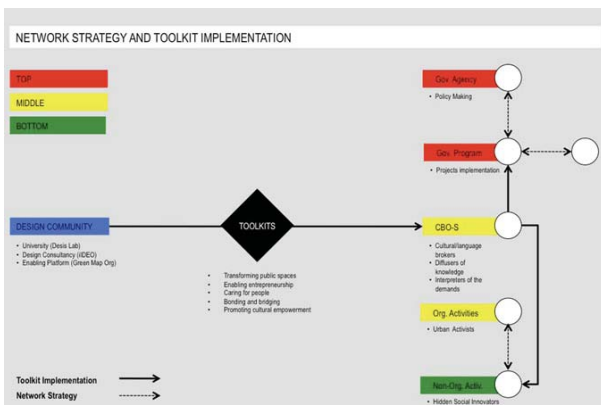 NETWORK STRATEGY AND TOOLKIT IMPLEMENTATION
TOP
MIDDLE
BOTTOM
Gov. Agency
• Policy Making
Gov. Program
• Projects implementation
DESIGN COMMUNITY
• University (Desis Lab)
• Design Consultancy (iIDEO)
• Enabling Platform (Green Map Org)
TOOLKITS
• Transforming public spaces
• Enabling entrepreneurship
• Caring for people
• Bonding and bridging
• Promoting cultural empowerment
CBO-S
• Cultural/language
brokers
• Diffusers of
knowledge
• Interpreters of the
demands
Org. Activities
• Urban Activists
Non-Org. Activ.
• Hidden Social Innovators
Toolkit Implementation
Network Strategy